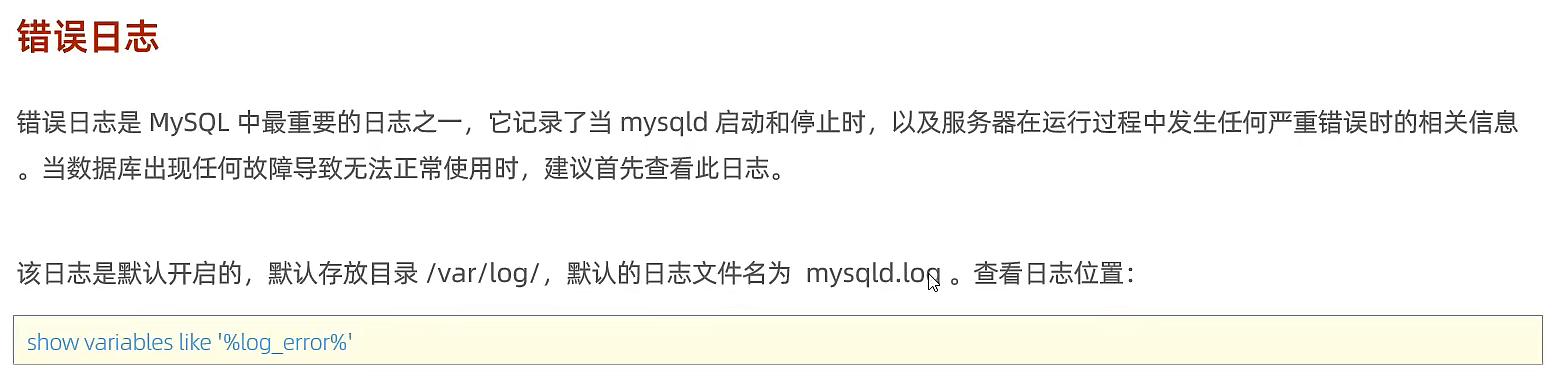 错误日志
错误日志是 MySQL 中最重要的日志之一，它记录了当 mysqld 启动和停止时，以及服务器在运行过程中发生任何严重错误时的相关信息
。当数据库出现任何故障导致无法正常使用时，建议首先查看此日志。
该日志是默认开启的，默认存放目录 /var/log/，默认的日志文件名为 mysqld.log 。查看日志位置：
show variables like '%log_error%'